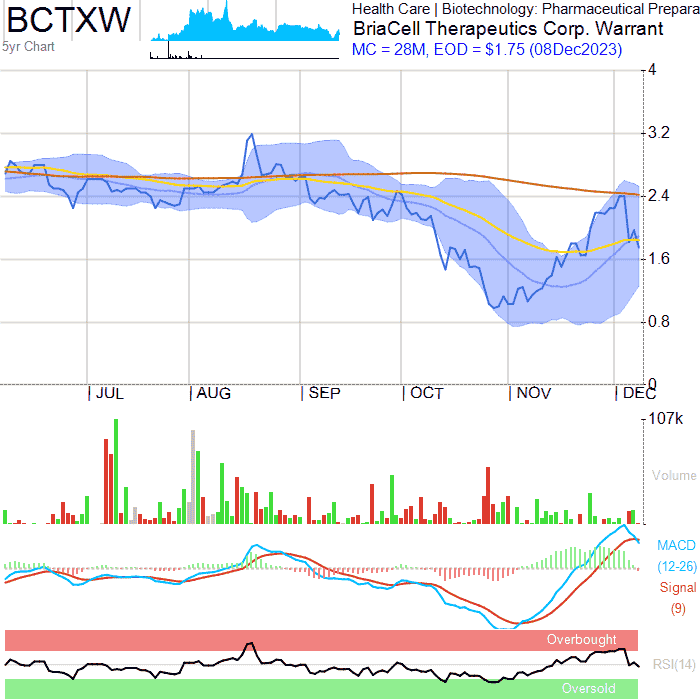 BCTXW
Health Care | Biotechnology: Pharmaceutical Prepara
BriaCell Therapeutics Corp. Warrant
5yr Chart
MC = 28M, EOD = $1.75 (08Dec2023)
4
3.2
2.4
1.6
0.8
0
JUL AUG SEP OCT NOV DEC
107k
Volume
MACD
(12-26)
Signal
(9)
Overbought
RSI(14)
Oversold